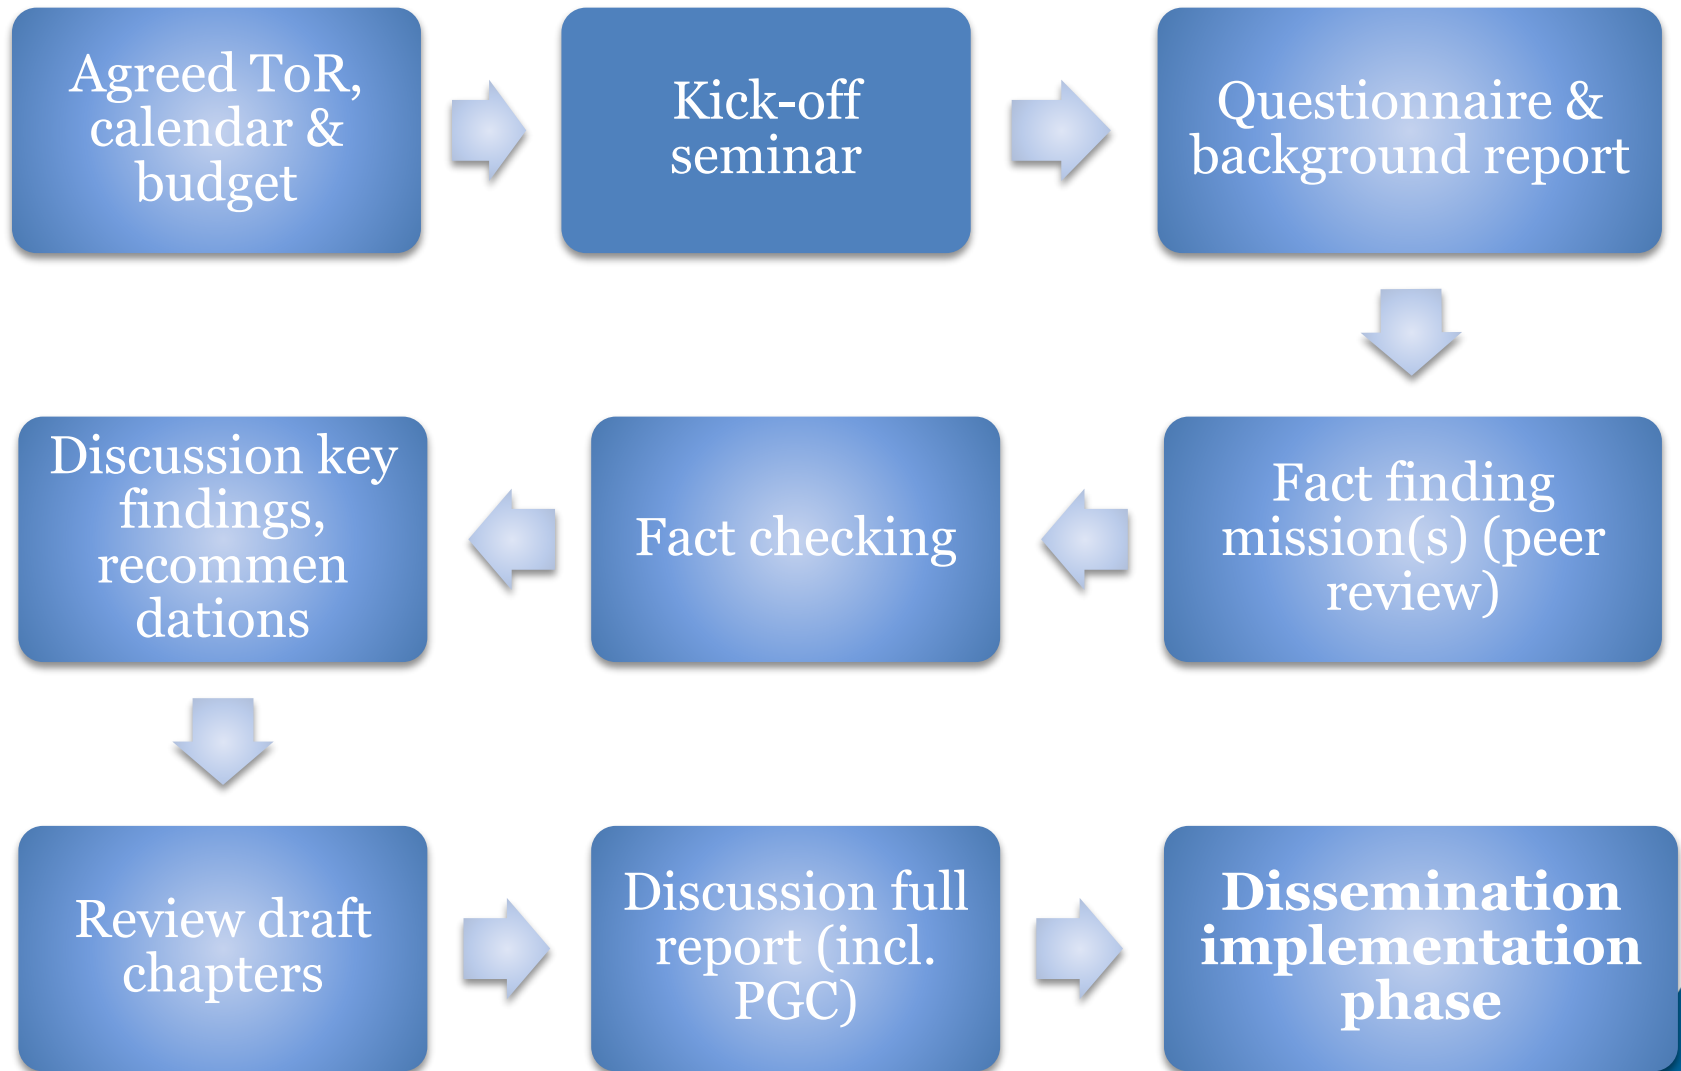 Agreed ToR,
calendar &
budget
Kick-off
seminar
Questionnaire &
background report
Fact finding
mission(s) (peer
review)
Fact checking
Discussion key
findings,
recommen
dations
Review draft
chapters
Discussion full
report (incl.
PGC)
Dissemination
implementation
phase